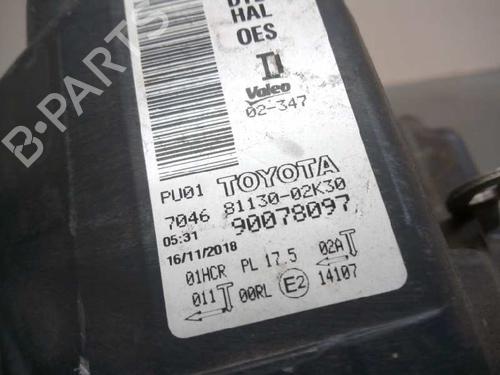 HAL
OES
Valeo
02-347
PU01 TOYOTA
7046 81130-02K30
05:31 90078097
16/11/2018
01HCR PL 17.5 02A
011 00RL E2 14107
B-PARTS